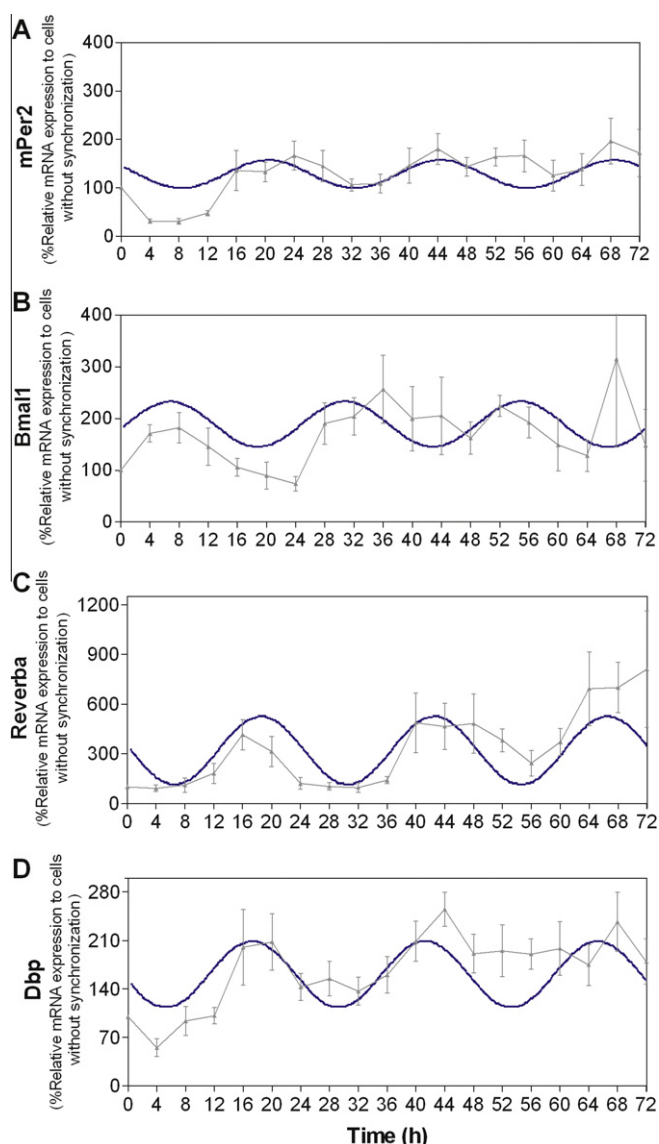 A
mPer2
(%Relative mRNA expression to cells
without synchronization)
400
300
200
100
0
0 4 8 12 16 20 24 28 32 36 40 44 48 52 56 60 64 68 72
B
Bmal1
(%Relative mRNA expression to cells
without synchronization)
400
300
200
100
0
0 4 8 12 16 20 24 28 32 36 40 44 48 52 56 60 64 68 72
C
Reverba
(%Relative mRNA expression to cells
without synchronization)
1200
900
600
300
0
0 4 8 12 16 20 24 28 32 36 40 44 48 52 56 60 64 68 72
D
Dbp
(%Relative mRNA expression to cells
without synchronization)
280
210
140
70
0
0 4 8 12 16 20 24 28 32 36 40 44 48 52 56 60 64 68 72
Time (h)